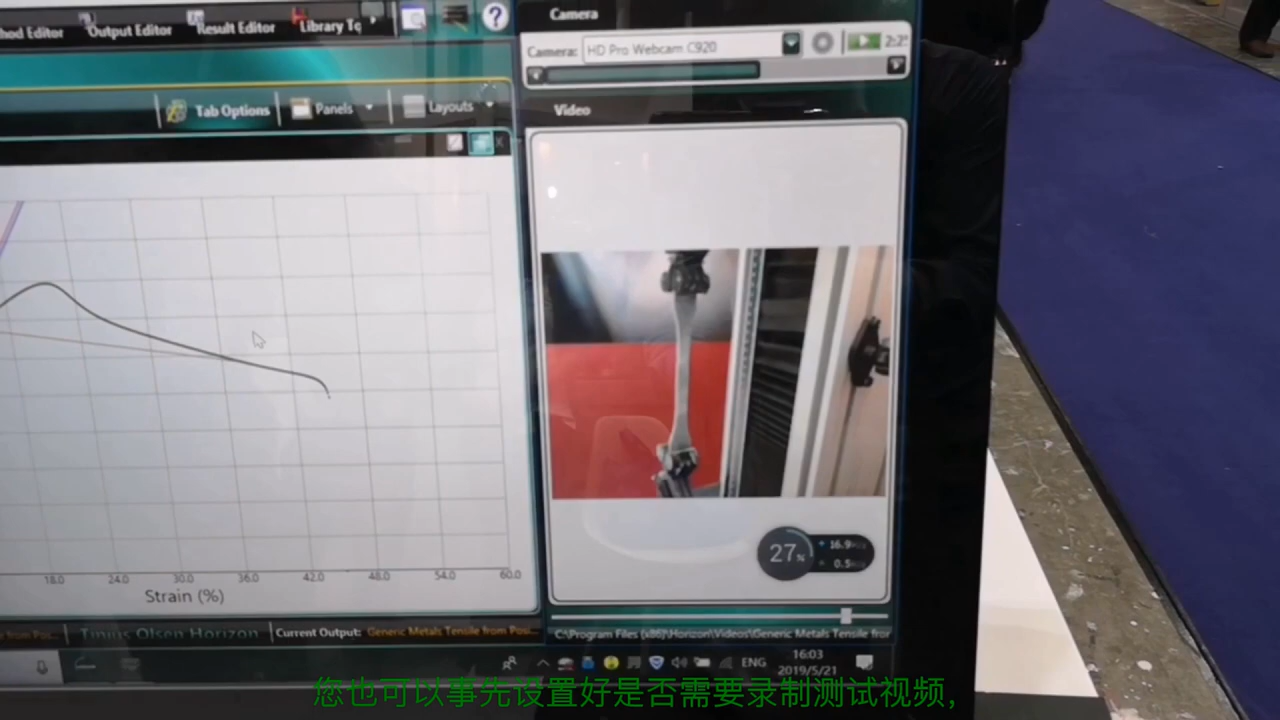 Camera
hod Editor
Output Editor
Result Editor
Library To
?
Camera:
HD Pro Webcam C920
Tab Options
Panels
Layouts
Video
27%
16.9
0.5
18.0
24.0
30.0
36.0
42.0
48.0
54.0
60.0
Strain (%)
Tinius Olsen Horizon
Current Output:
Generic Metals Tensile from Pos...
C:\Program Files (x86)\Horizon\Videos\Generic Metals Tensile fror
ENG
16:03
2019/5/21
您也可以事先设置好是否需要录制测试视频,